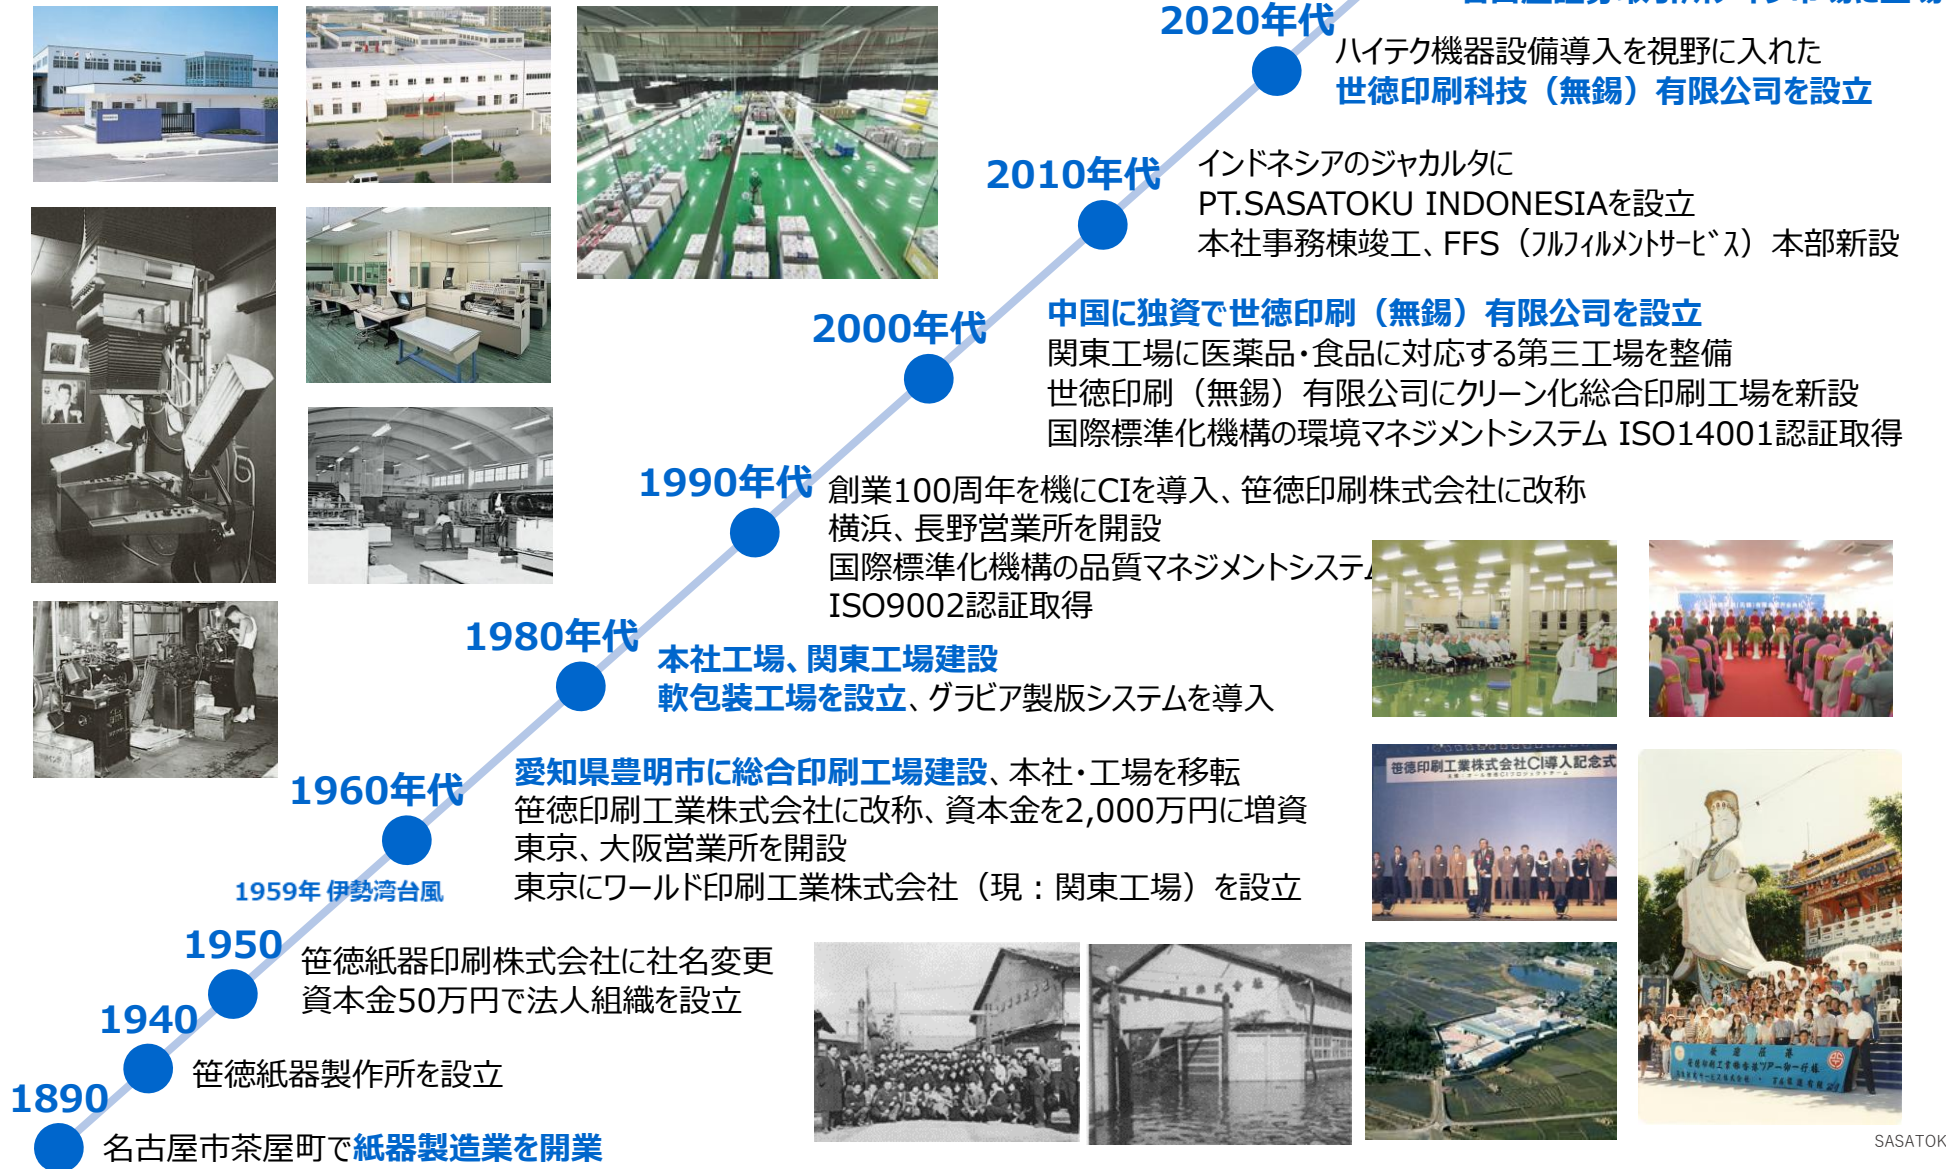 2020年代
ハイテク機器設備導入を視野に入れた
世徳印刷科技（無錫）有限公司を設立
2010年代
インドネシアのジャカルタに
PT.SASATOKU INDONESIAを設立
本社事務棟竣工、FFS（ﾌﾙﾌｨﾙﾒﾝﾄｻｰﾋﾞｽ）本部新設
2000年代
中国に独資で世徳印刷（無錫）有限公司を設立
関東工場に医薬品・食品に対応する第三工場を整備
世徳印刷（無錫）有限公司にクリーン化総合印刷工場を新設
国際標準化機構の環境マネジメントシステム ISO14001認証取得
1990年代
創業100周年を機にCIを導入、笹徳印刷株式会社に改称
横浜、長野営業所を開設
国際標準化機構の品質マネジメントシステム
ISO9002認証取得
1980年代
本社工場、関東工場建設
軟包装工場を設立、グラビア製版システムを導入
1960年代
愛知県豊明市に総合印刷工場建設、本社・工場を移転
笹徳印刷工業株式会社に改称、資本金を2,000万円に増資
東京、大阪営業所を開設
東京にワールド印刷工業株式会社（現：関東工場）を設立
笹徳印刷工業株式会社CI導入記念式
1959年 伊勢湾台風
1950
笹徳紙器印刷株式会社に社名変更
資本金50万円で法人組織を設立
1940
笹徳紙器製作所を設立
1890
名古屋市茶屋町で紙器製造業を開業
SASATOK